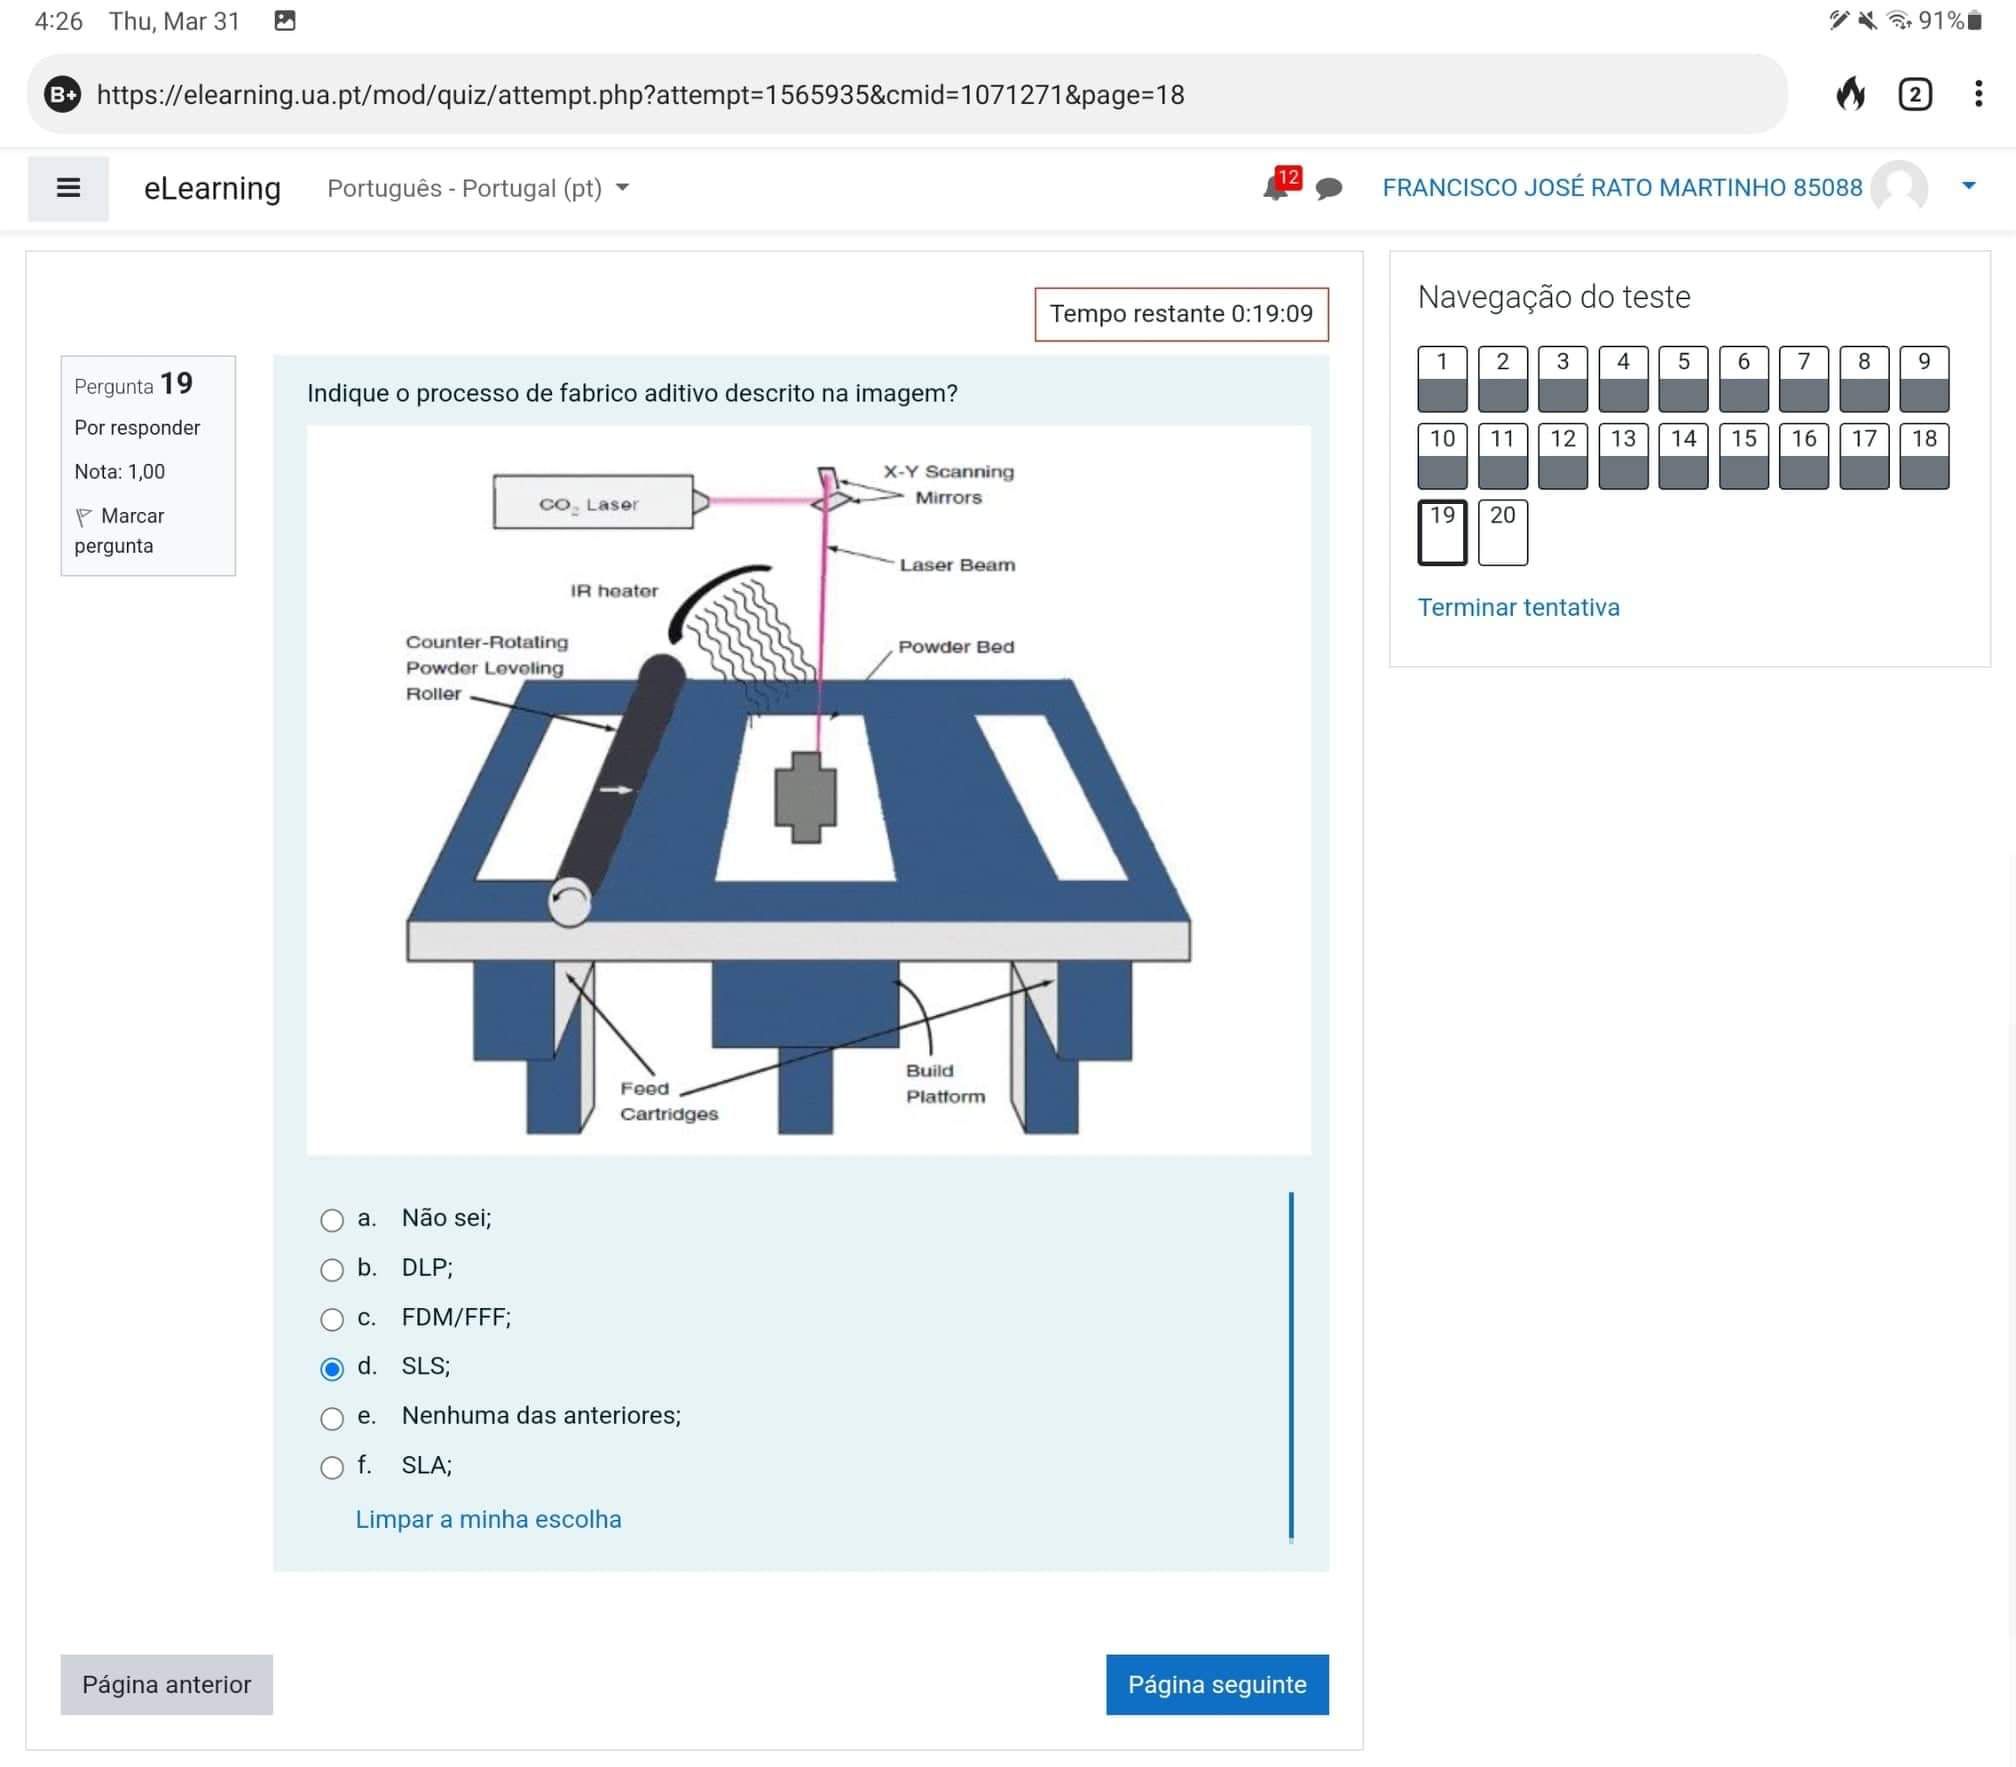 4:26 Thu, Mar 31
91%
B+ https://elearning.ua.pt/mod/quiz/attempt.php?attempt=1565935&cmid=1071271&page=18
2
eLearning Português - Portugal (pt)
12
FRANCISCO JOSÉ RATO MARTINHO 85088
Tempo restante 0:19:09
Pergunta 19
Por responder
Nota: 1,00
Marcar
pergunta
Indique o processo de fabrico aditivo descrito na imagem?
CO2 Laser
X-Y Scanning
Mirrors
Laser Beam
IR heater
Counter-Rotating
Powder Leveling
Roller
Powder Bed
Feed
Cartridges
Build
Platform
a. Não sei;
b. DLP;
c. FDM/FFF;
d. SLS;
e. Nenhuma das anteriores;
f. SLA;
Limpar a minha escolha
Página anterior
Página seguinte
Navegação do teste
1 2 3 4 5 6 7 8 9
10 11 12 13 14 15 16 17 18
19 20
Terminar tentativa